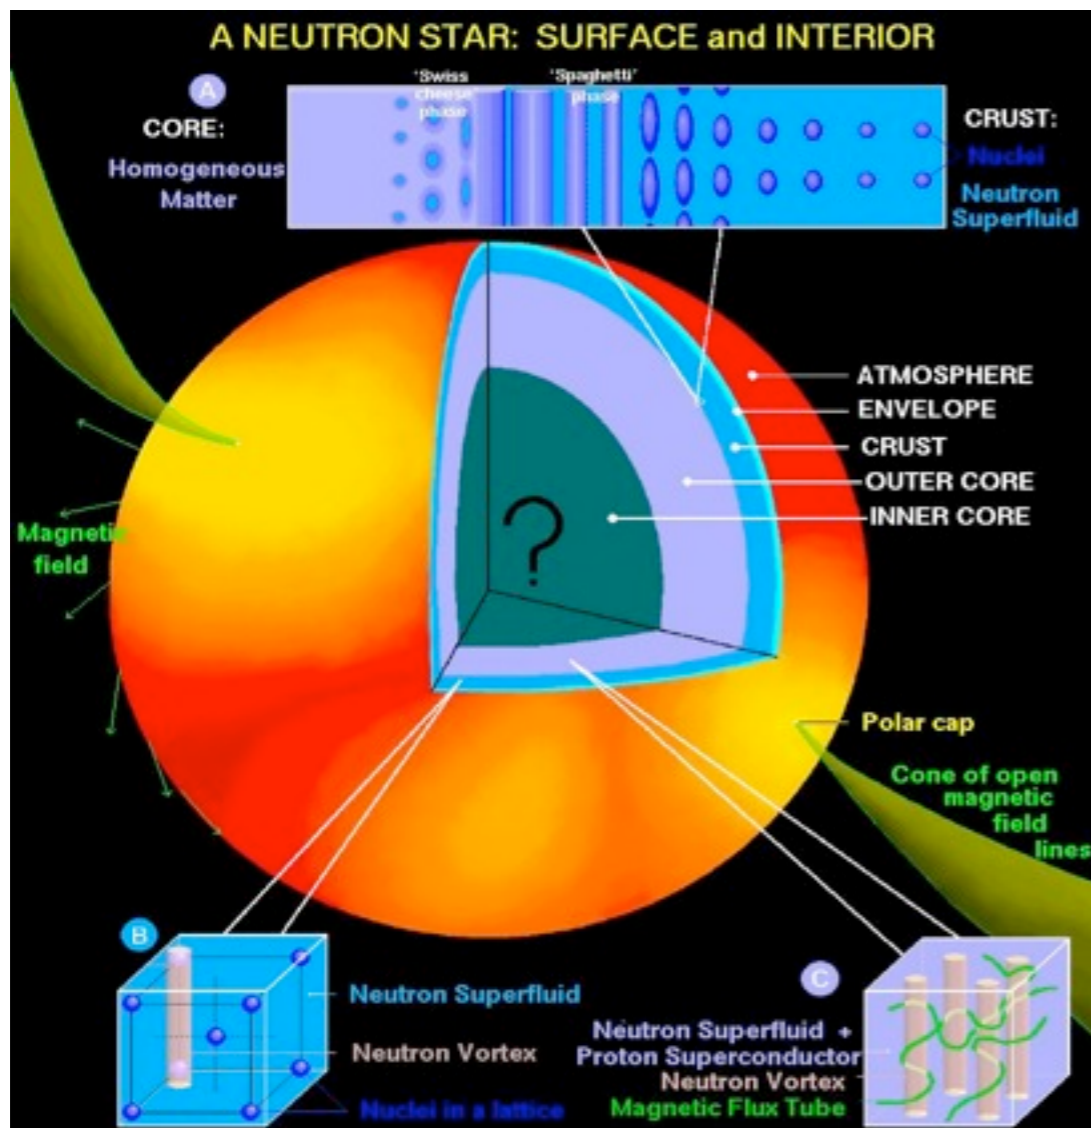 A NEUTRON STAR: SURFACE and INTERIOR
A
'Swiss
cheese'
phase
'Spaghetti'
phase
CORE:
Homogeneous
Matter
CRUST:
Nuclei
Neutron
Superfluid
ATMOSPHERE
ENVELOPE
CRUST
OUTER CORE
INNER CORE
?
Magnetic
field
Polar cap
Cone of open
magnetic
field
lines
B
Neutron Superfluid
Neutron Vortex
Nuclei in a lattice
C
Neutron Superfluid +
Proton Superconductor
Neutron Vortex
Magnetic Flux Tube